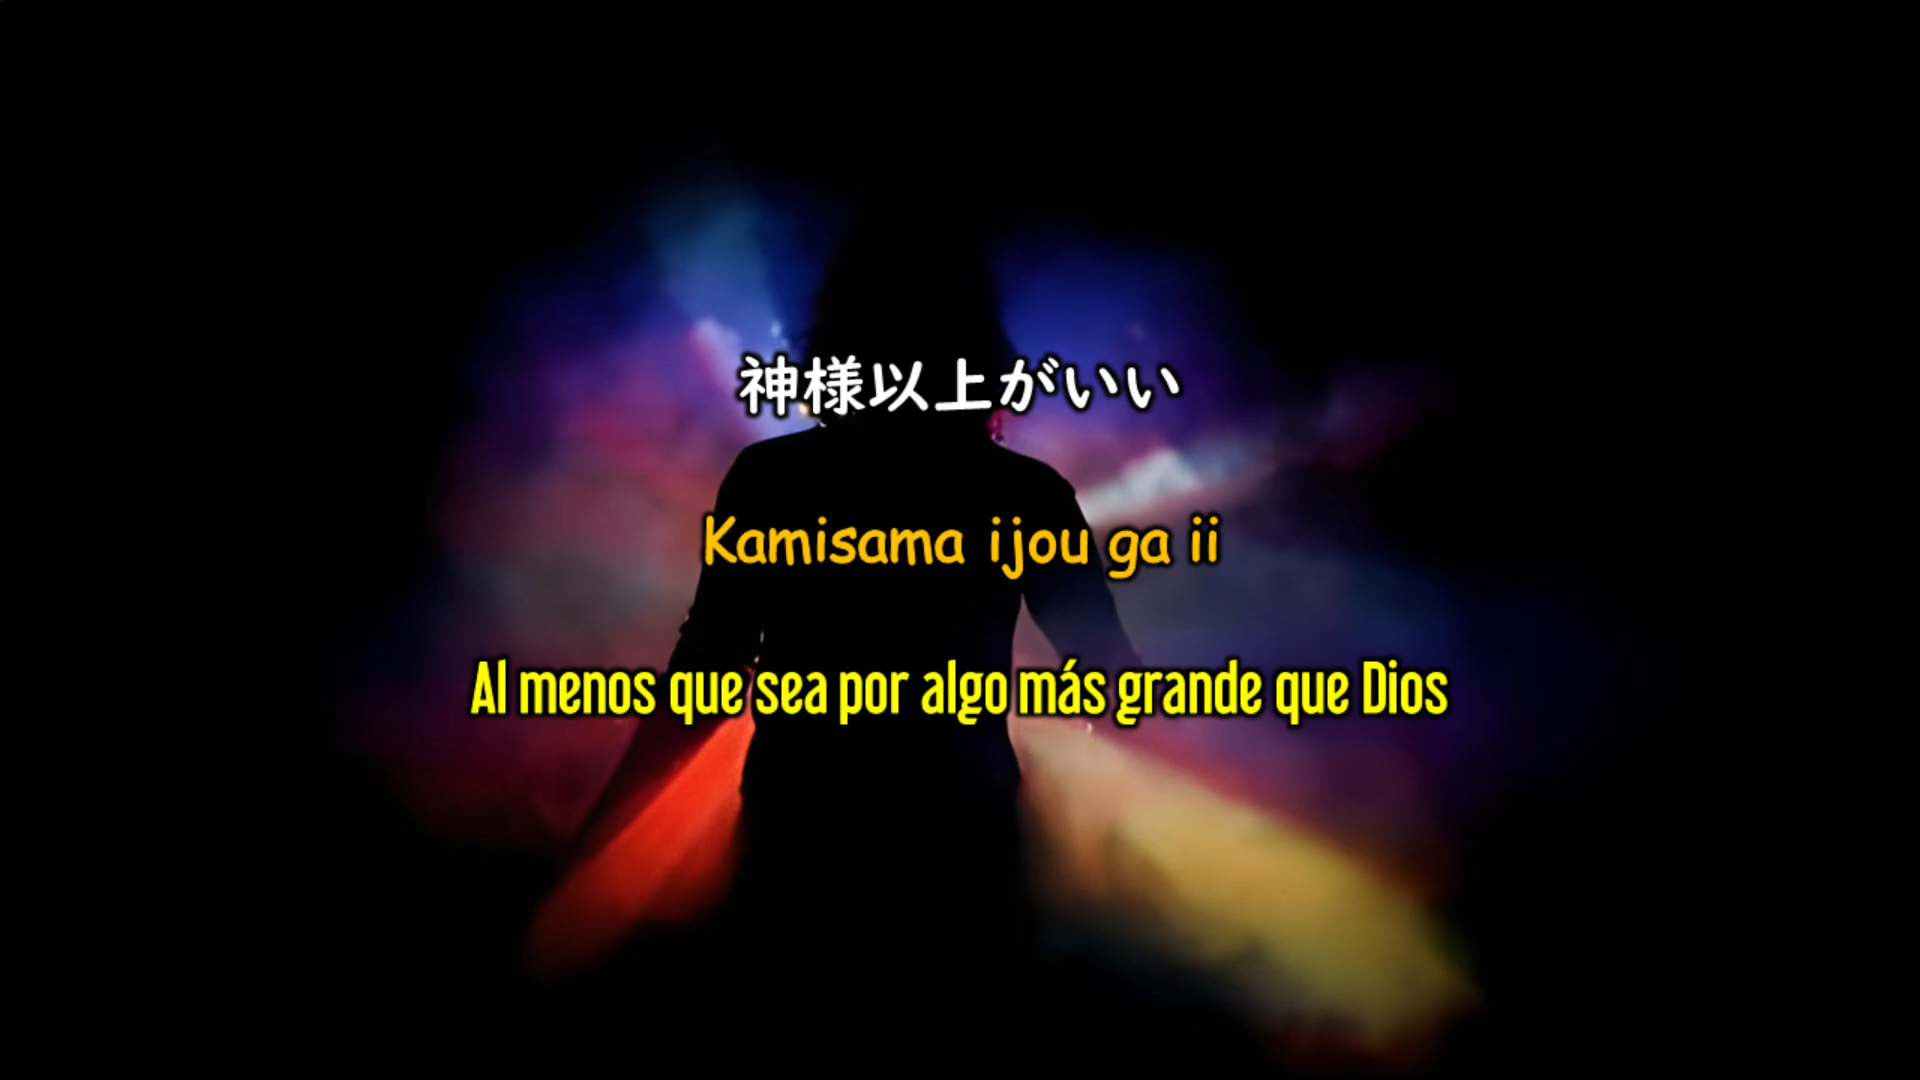 神様以上がいい
Kamisama ijou ga ii
Al menos que sea por algo más grande que Dios